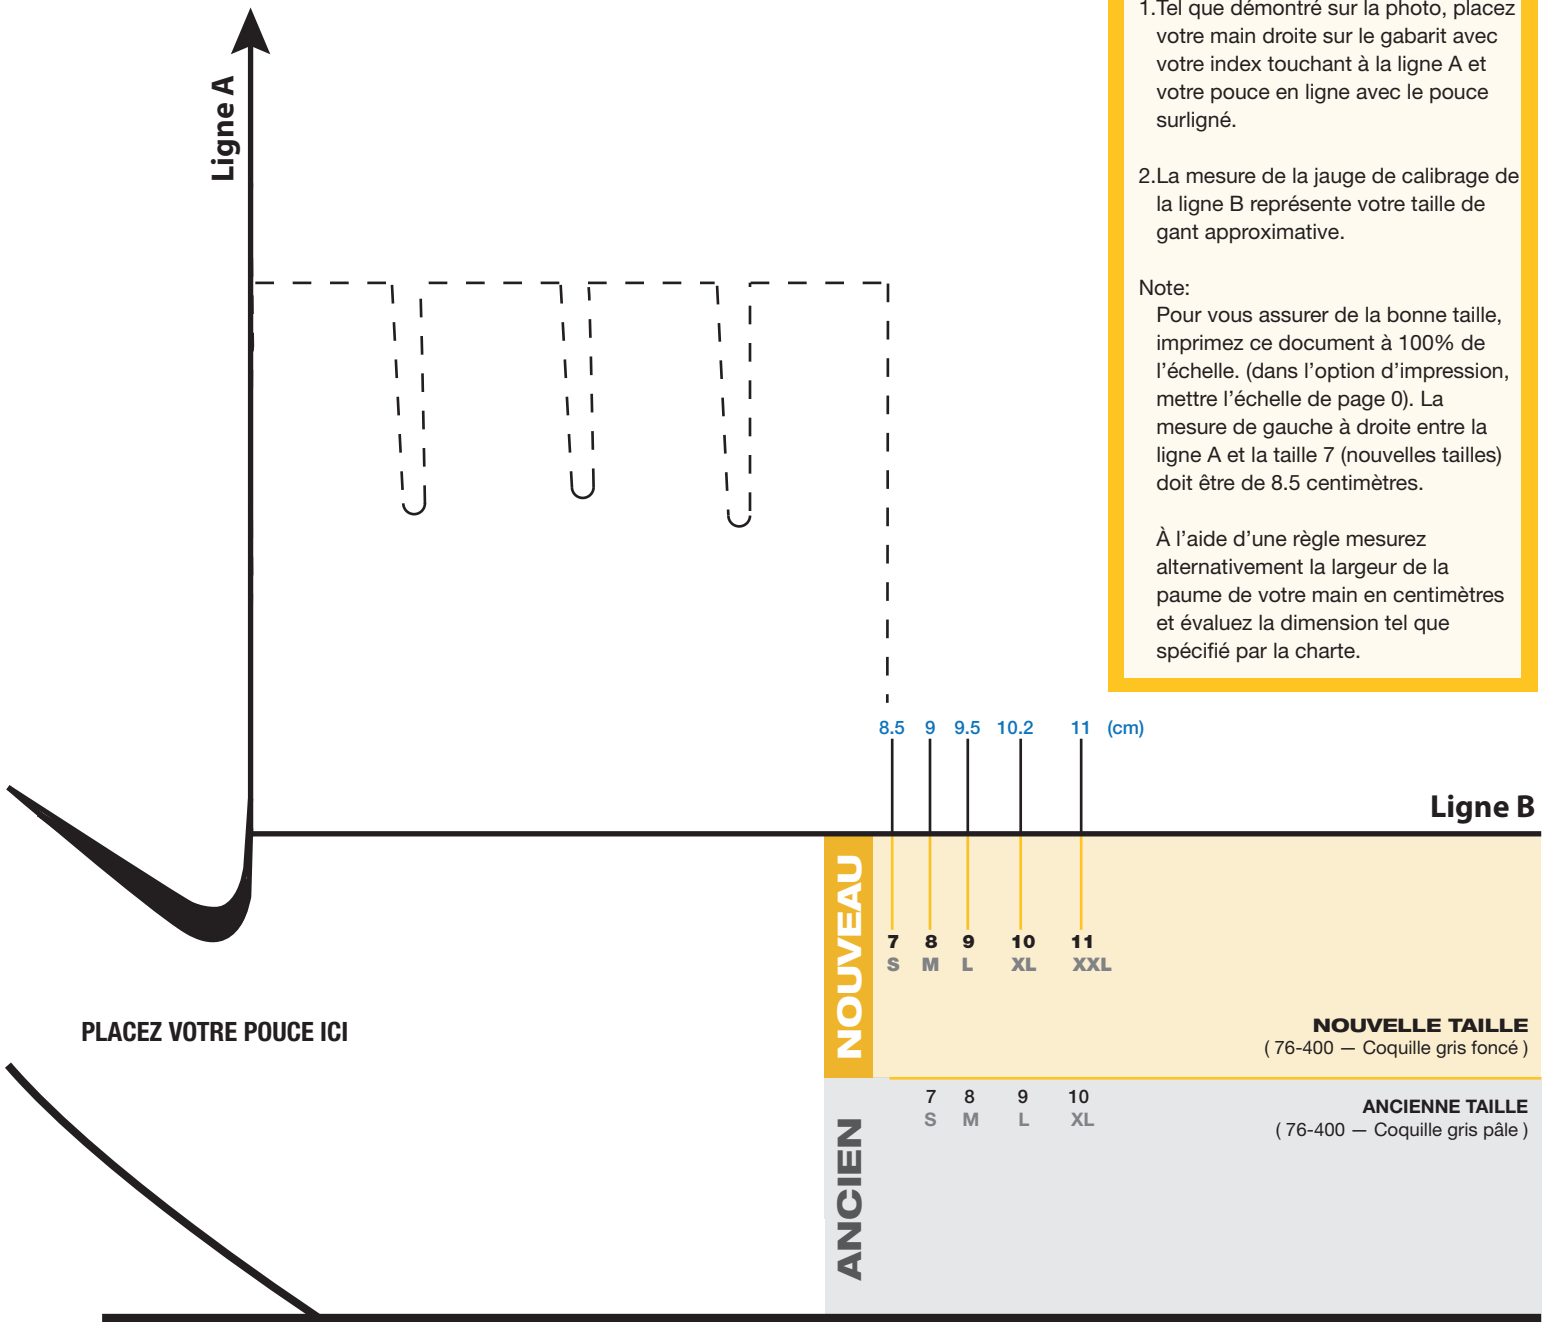 1.Tel que démontré sur la photo, placez
votre main droite sur le gabarit avec
votre index touchant à la ligne A et
votre pouce en ligne avec le pouce
surligné.
2.La mesure de la jauge de calibrage de
la ligne B représente votre taille de
gant approximative.
Note:
Pour vous assurer de la bonne taille,
imprimez ce document à 100% de
l’échelle. (dans l’option d’impression,
mettre l’échelle de page 0). La
mesure de gauche à droite entre la
ligne A et la taille 7 (nouvelles tailles)
doit être de 8.5 centimètres.
À l’aide d’une règle mesurez
alternativement la largeur de la
paume de votre main en centimètres
et évaluez la dimension tel que
spécifié par la charte.
Ligne A
8.5 9 9.5 10.2 11 (cm)
Ligne B
NOUVEAU
7 8 9 10 11
S M L XL XXL
NOUVELLE TAILLE
( 76-400 — Coquille gris foncé )
PLACEZ VOTRE POUCE ICI
ANCIEN
7 8 9 10
S M L XL
ANCIENNE TAILLE
( 76-400 — Coquille gris pâle )